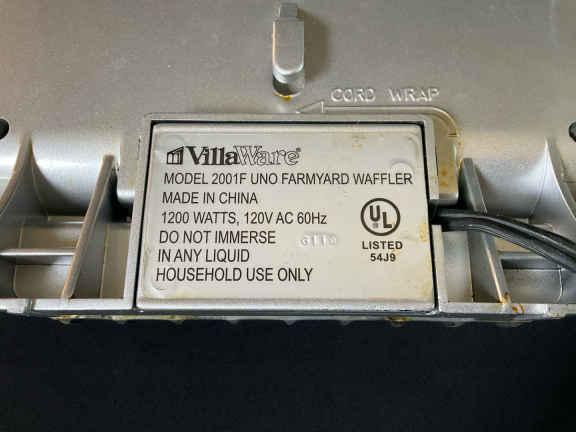 CORD WRAP
VillaWare®
MODEL 2001F UNO FARMYARD WAFFLER
MADE IN CHINA
1200 WATTS, 120V AC 60Hz
DO NOT IMMERSE
IN ANY LIQUID
HOUSEHOLD USE ONLY
UL
LISTED
54J9